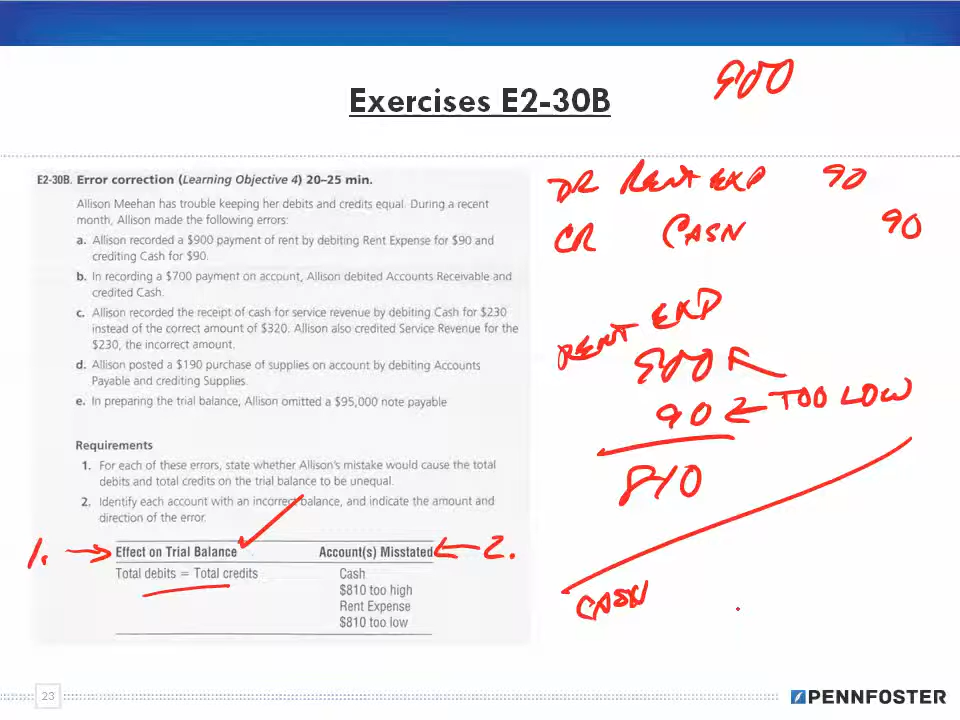 Exercises E2-30B
900
E2-30B. Error correction (Learning Objective 4) 20–25 min.
Allison Meehan has trouble keeping her debits and credits equal. During a recent
month, Allison made the following errors:
a. Allison recorded a $900 payment of rent by debiting Rent Expense for $90 and
crediting Cash for $90.
b. In recording a $700 payment on account, Allison debited Accounts Receivable and
credited Cash.
c. Allison recorded the receipt of cash for service revenue by debiting Cash for $230
instead of the correct amount of $320. Allison also credited Service Revenue for the
$230, the incorrect amount.
d. Allison posted a $190 purchase of supplies on account by debiting Accounts
Payable and crediting Supplies.
e. In preparing the trial balance, Allison omitted a $95,000 note payable
Requirements
1. For each of these errors, state whether Allison's mistake would cause the total
debits and total credits on the trial balance to be unequal.
2. Identify each account with an incorrect balance, and indicate the amount and
direction of the error.
1. Effect on Trial Balance Account(s) Misstated 2.
Total debits = Total credits Cash
$810 too high
Rent Expense
$810 too low
DR RENT EXP 90
CR CASH 90
RENT EXP
900
90 TOO LOW
810
CASH
23
PENNFOSTER